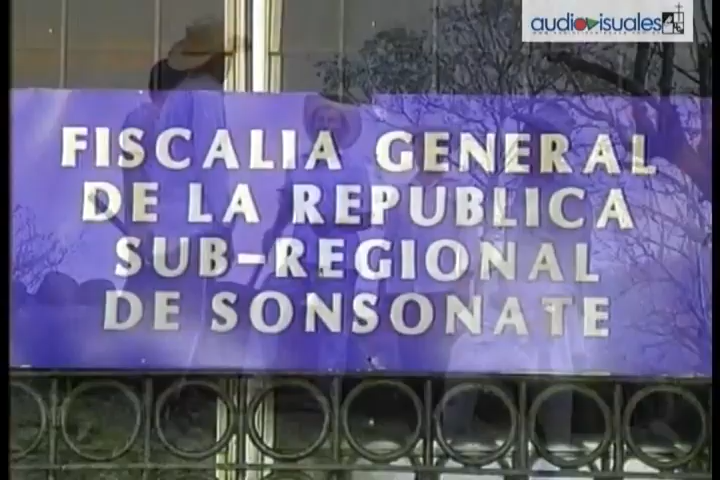 audiovisuales
FISCALIA GENERAL
DE LA REPUBLICA
SUB-REGIONAL
DE SONSONATE